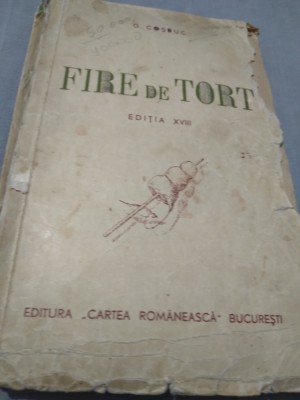 G. COȘBUC
FIRE DE TORT
EDIȚIA XVIII
EDITURA „CARTEA ROMÂNEASCĂ" BUCUREȘTI